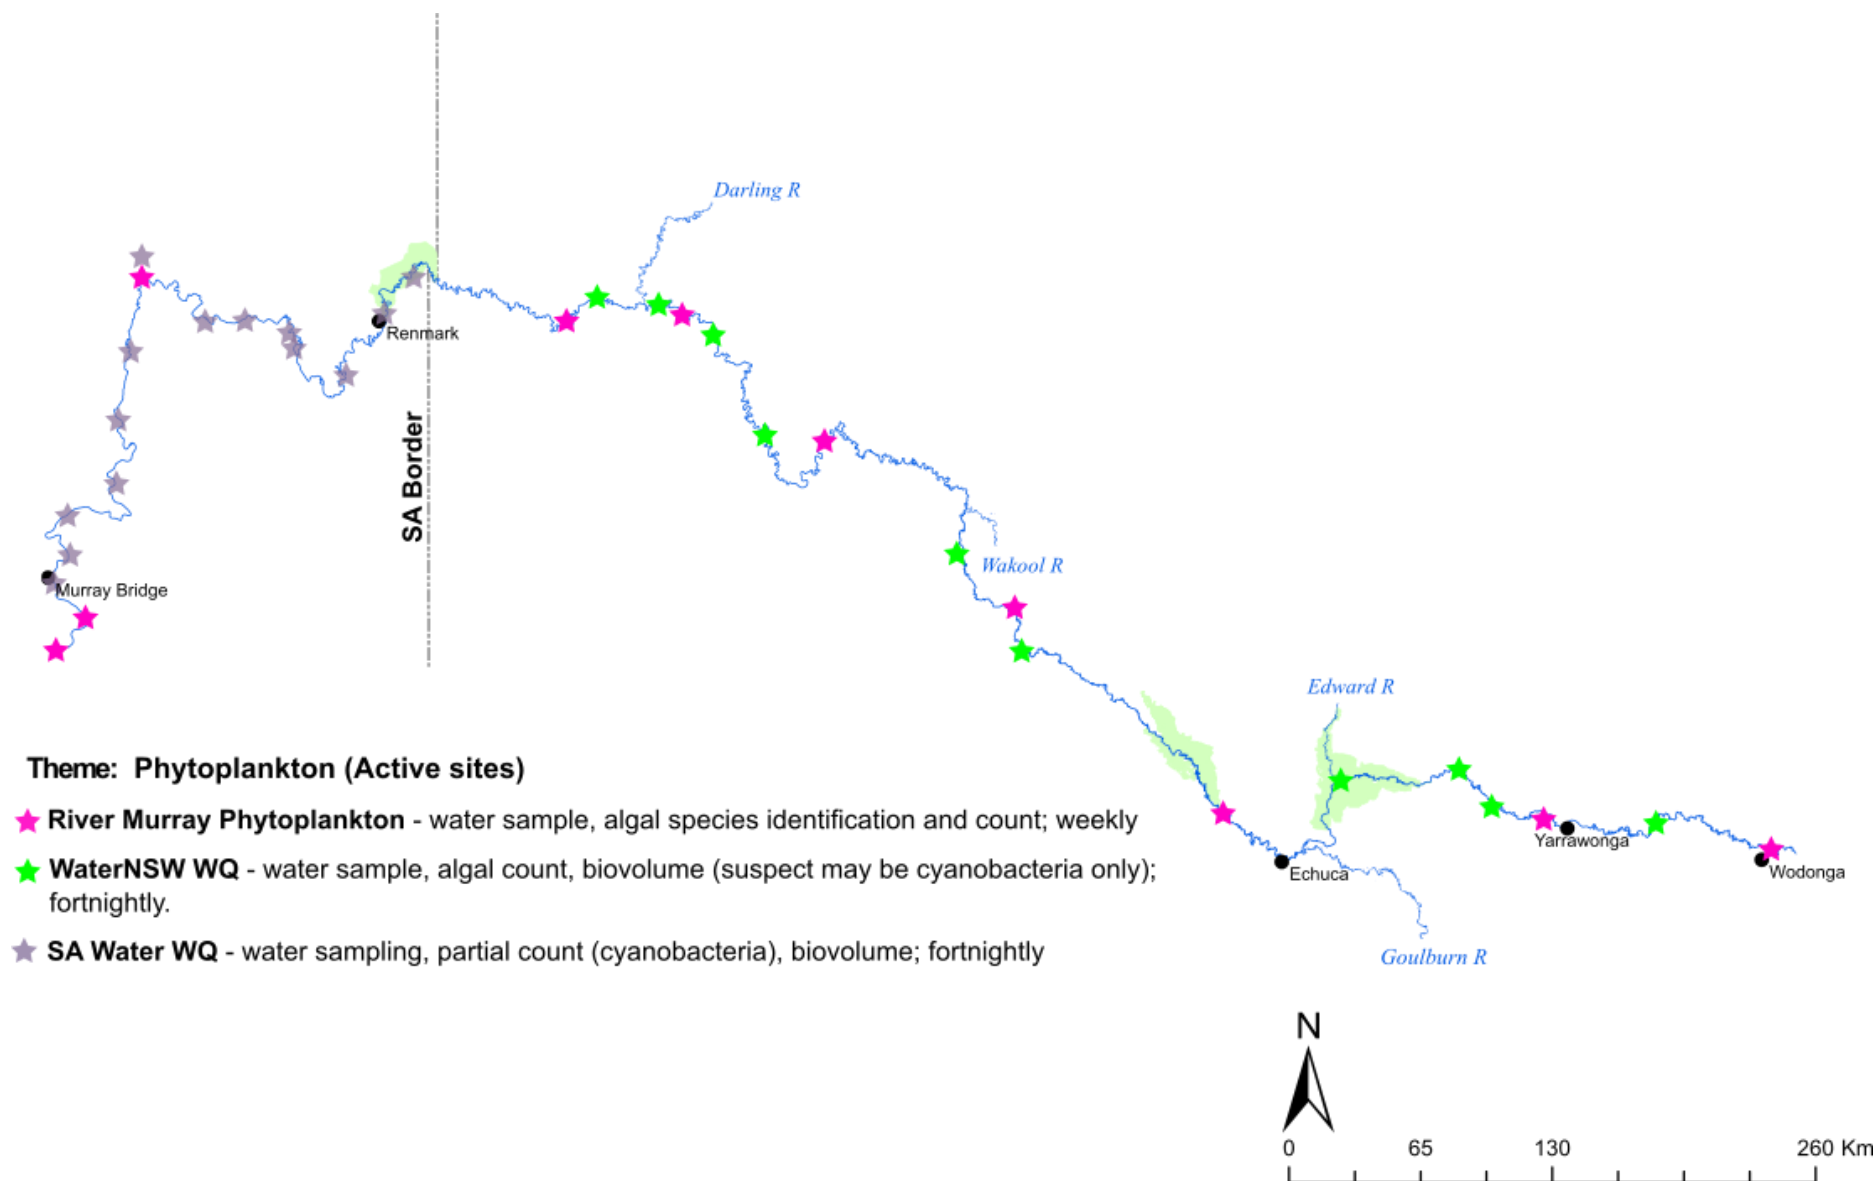 Darling R
Renmark
SA Border
Wakool R
Murray Bridge
Edward R
Theme: Phytoplankton (Active sites)
River Murray Phytoplankton - water sample, algal species identification and count; weekly
Yarrawonga
WaterNSW WQ - water sample, algal count, biovolume (suspect may be cyanobacteria only);
fortnightly.
Echuca
Wodonga
SA Water WQ - water sampling, partial count (cyanobacteria), biovolume; fortnightly
Goulburn R
N
0 65 130 260 Km